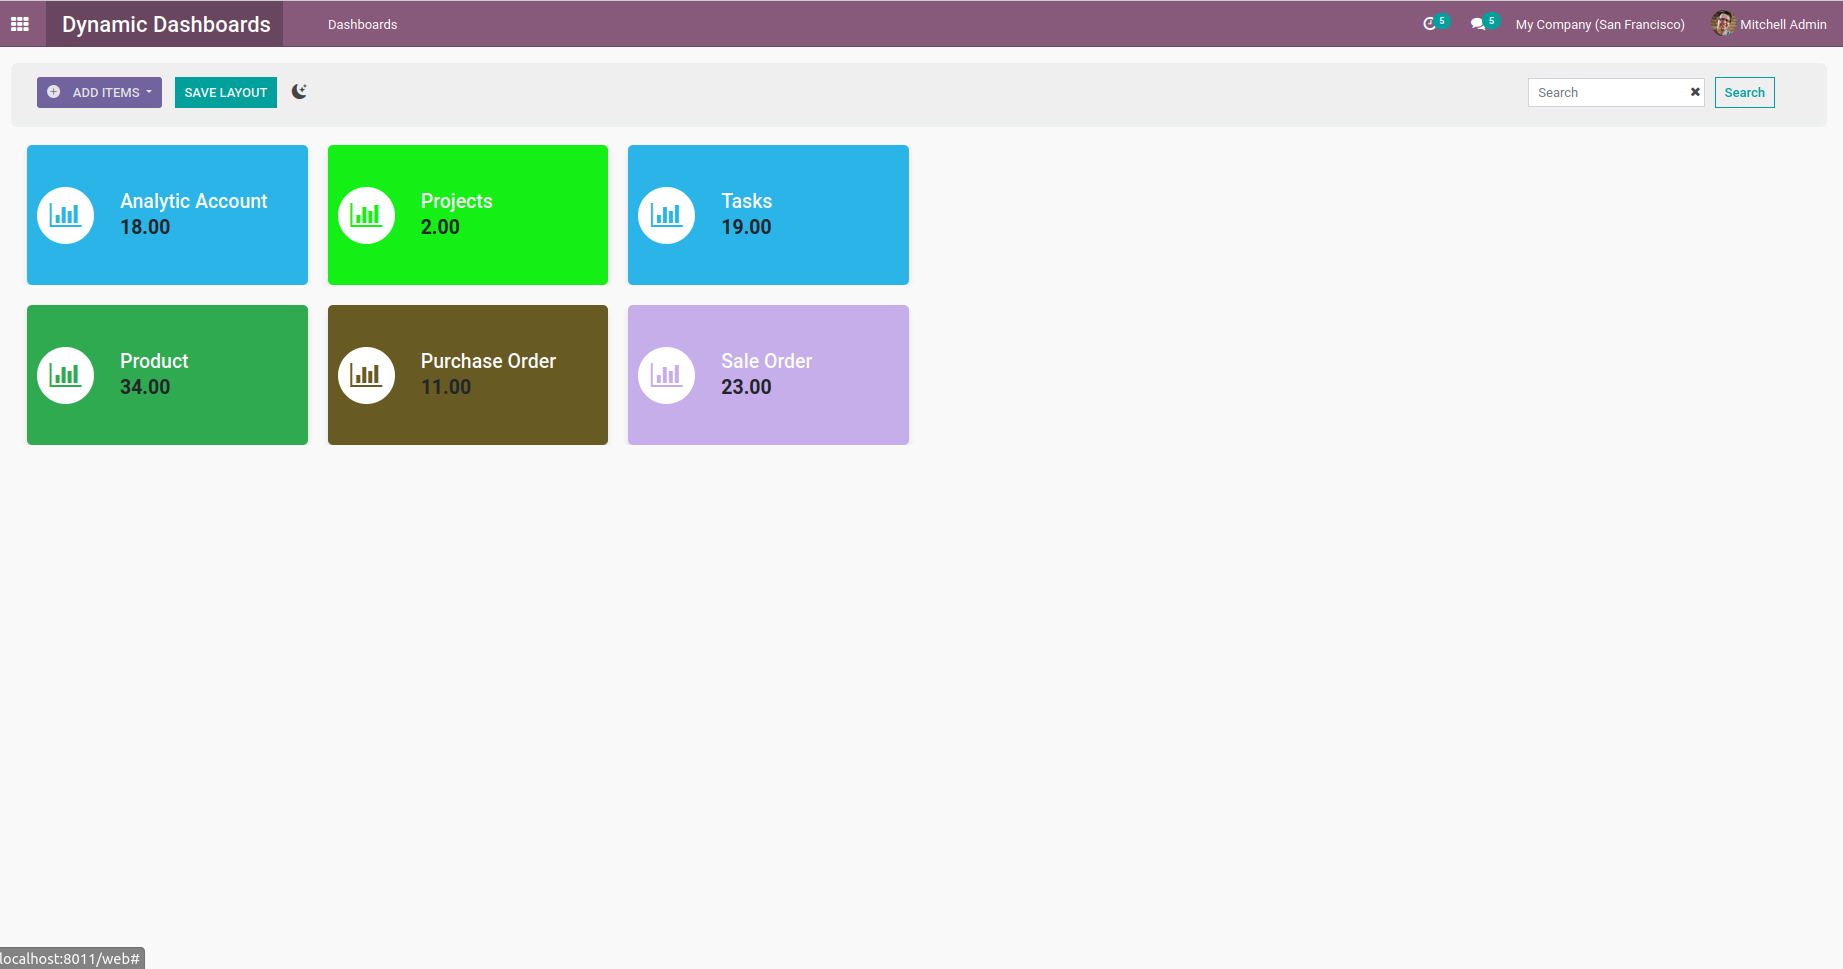 Dynamic Dashboards
Dashboards
5
5
My Company (San Francisco)
Mitchell Admin
ADD ITEMS
SAVE LAYOUT
Search
Search
Analytic Account
18.00
Projects
2.00
Tasks
19.00
Product
34.00
Purchase Order
11.00
Sale Order
23.00
localhost:8011/web#